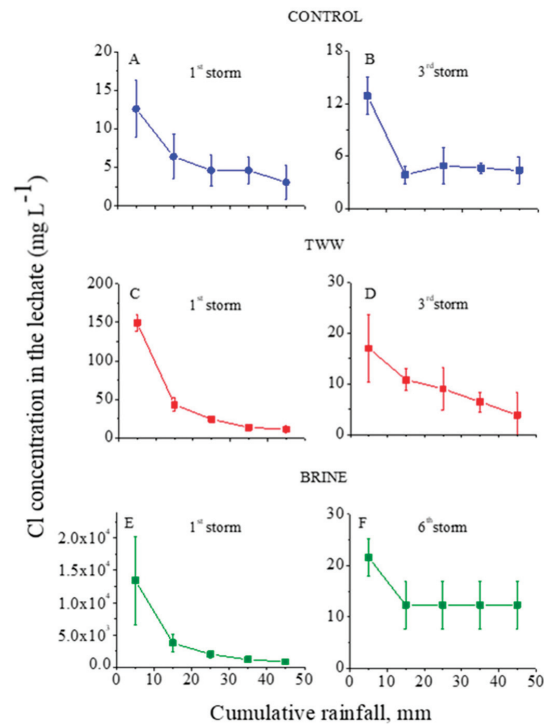 CONTROL
A
1st storm
15
10
5
0
B
3rd storm
18
12
6
0
TWW
C
1st storm
200
150
100
50
0
D
3rd storm
30
20
10
0
BRINE
E
1st storm
2.0x10⁴
1.5x10⁴
1.0x10⁴
5.0x10³
0.0
F
6th storm
30
20
10
0
0 10 20 30 40 50
0 10 20 30 40 50
Cl concentration in the lechate (mg L⁻¹)
Cumulative rainfall, mm